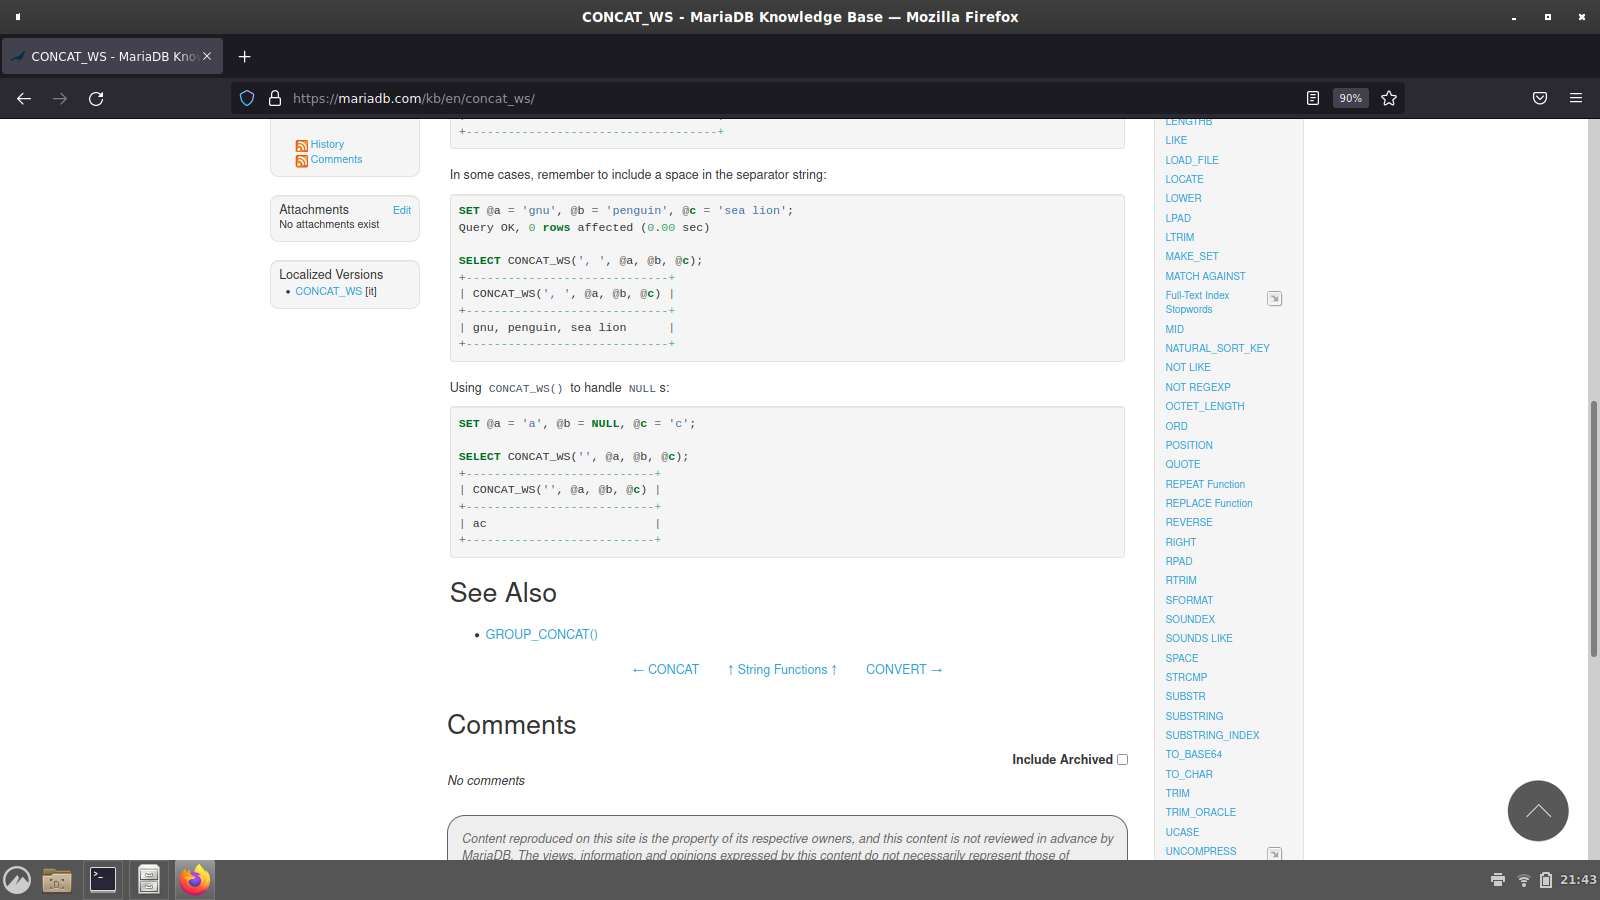 CONCAT_WS - MariaDB Knowledge Base — Mozilla Firefox
CONCAT_WS - MariaDB Kno
https://mariadb.com/kb/en/concat_ws/
90%
History
Comments
Attachments Edit
No attachments exist
Localized Versions
• CONCAT_WS [it]
+------------------------------------+
In some cases, remember to include a space in the separator string:
SET @a = 'gnu', @b = 'penguin', @c = 'sea lion';
Query OK, 0 rows affected (0.00 sec)
SELECT CONCAT_WS(', ', @a, @b, @c);
+-----------------------------+
| CONCAT_WS(', ', @a, @b, @c) |
+-----------------------------+
| gnu, penguin, sea lion      |
+-----------------------------+
Using CONCAT_WS() to handle NULL s:
SET @a = 'a', @b = NULL, @c = 'c';
SELECT CONCAT_WS('', @a, @b, @c);
+---------------------------+
| CONCAT_WS('', @a, @b, @c) |
+---------------------------+
| ac                        |
+---------------------------+
See Also
• GROUP_CONCAT()
← CONCAT ↑ String Functions ↑ CONVERT →
Comments
Include Archived
No comments
Content reproduced on this site is the property of its respective owners, and this content is not reviewed in advance by
MariaDB. The views, information and opinions expressed by this content do not necessarily represent those of
LENGTHB
LIKE
LOAD_FILE
LOCATE
LOWER
LPAD
LTRIM
MAKE_SET
MATCH AGAINST
Full-Text Index
Stopwords
MID
NATURAL_SORT_KEY
NOT LIKE
NOT REGEXP
OCTET_LENGTH
ORD
POSITION
QUOTE
REPEAT Function
REPLACE Function
REVERSE
RIGHT
RPAD
RTRIM
SFORMAT
SOUNDEX
SOUNDS LIKE
SPACE
STRCMP
SUBSTR
SUBSTRING
SUBSTRING_INDEX
TO_BASE64
TO_CHAR
TRIM
TRIM_ORACLE
UCASE
UNCOMPRESS
21:43